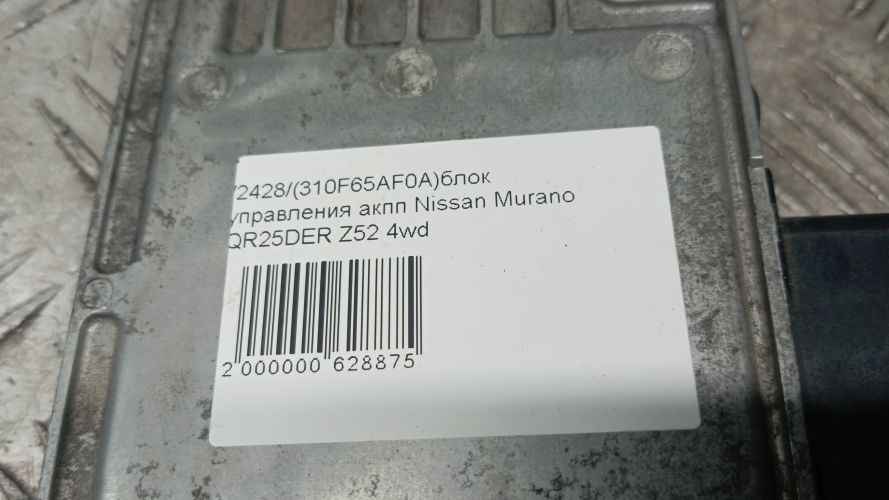 /2428/(310F65AF0A)блок
управления акпп Nissan Murano
QR25DER Z52 4wd
2 000000 628875